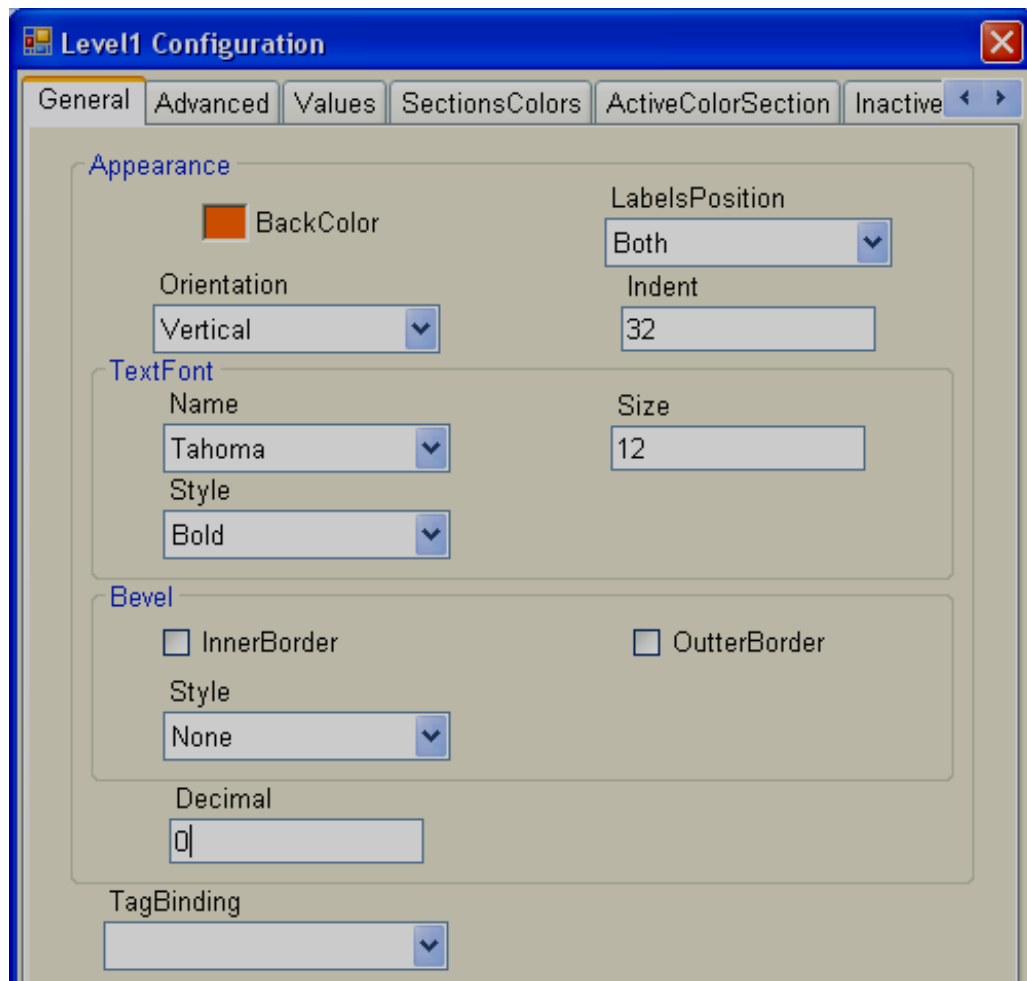 Level1 Configuration
General Advanced Values SectionsColors ActiveColorSection Inactive
Appearance
BackColor
LabelsPosition
Both
Orientation
Vertical
Indent
32
TextFont
Name
Tahoma
Size
12
Style
Bold
Bevel
InnerBorder
OutterBorder
Style
None
Decimal
0
TagBinding